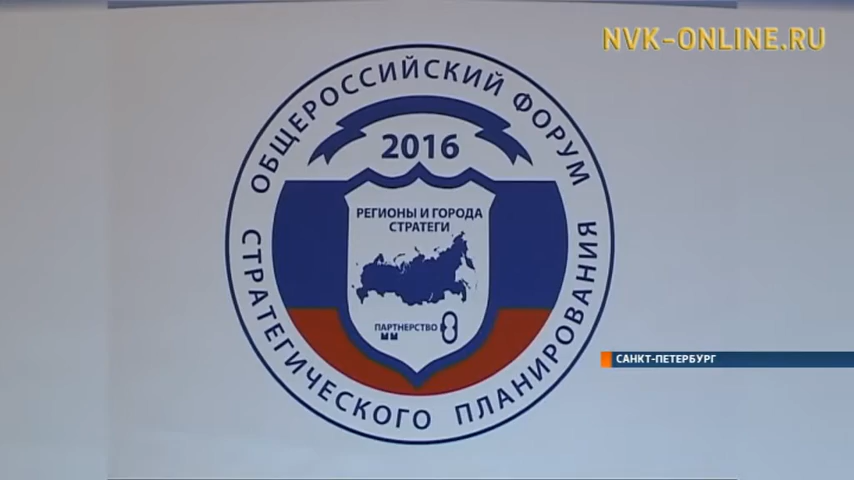 NVK-ONLINE.RU
ОБЩЕРОССИЙСКИЙ ФОРУМ
2016
РЕГИОНЫ И ГОРОДА
СТРАТЕГИ
ПАРТНЕРСТВО
СТРАТЕГИЧЕСКОГО ПЛАНИРОВАНИЯ
САНКТ-ПЕТЕРБУРГ